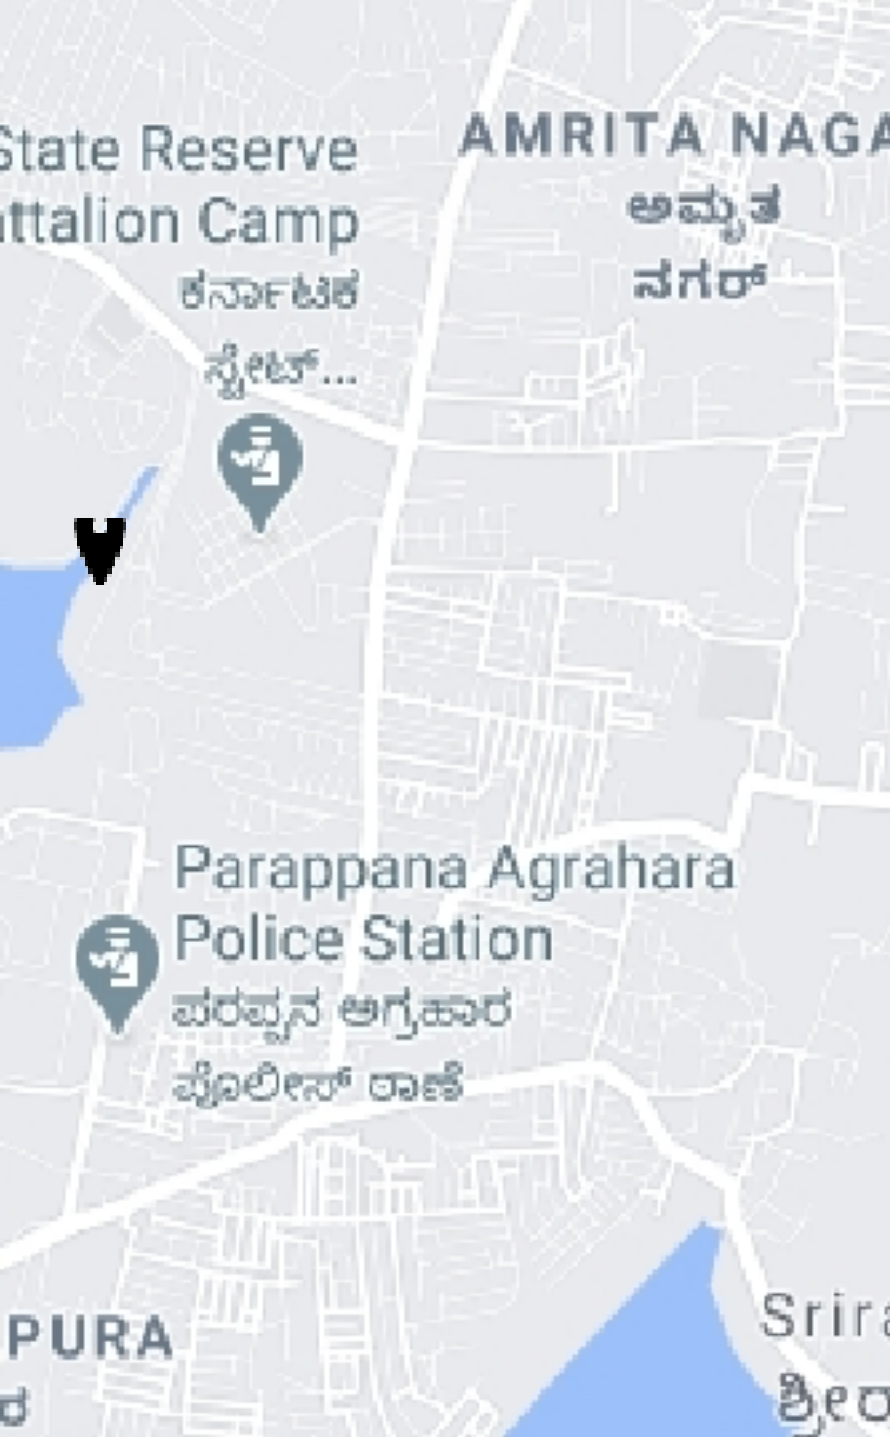 State Reserve
attalion Camp
ಕರ್ನಾಟಕ
ಸ್ಟೇಟ್...
AMRITA NAGA
ಅಮೃತ
ನಗರ್
Parappana Agrahara
Police Station
ಪರಪ್ಪನ ಅಗ್ರಹಾರ
ಪೊಲೀಸ್ ಠಾಣೆ
PURA
ರ
Srira
ಶ್ರೀರ